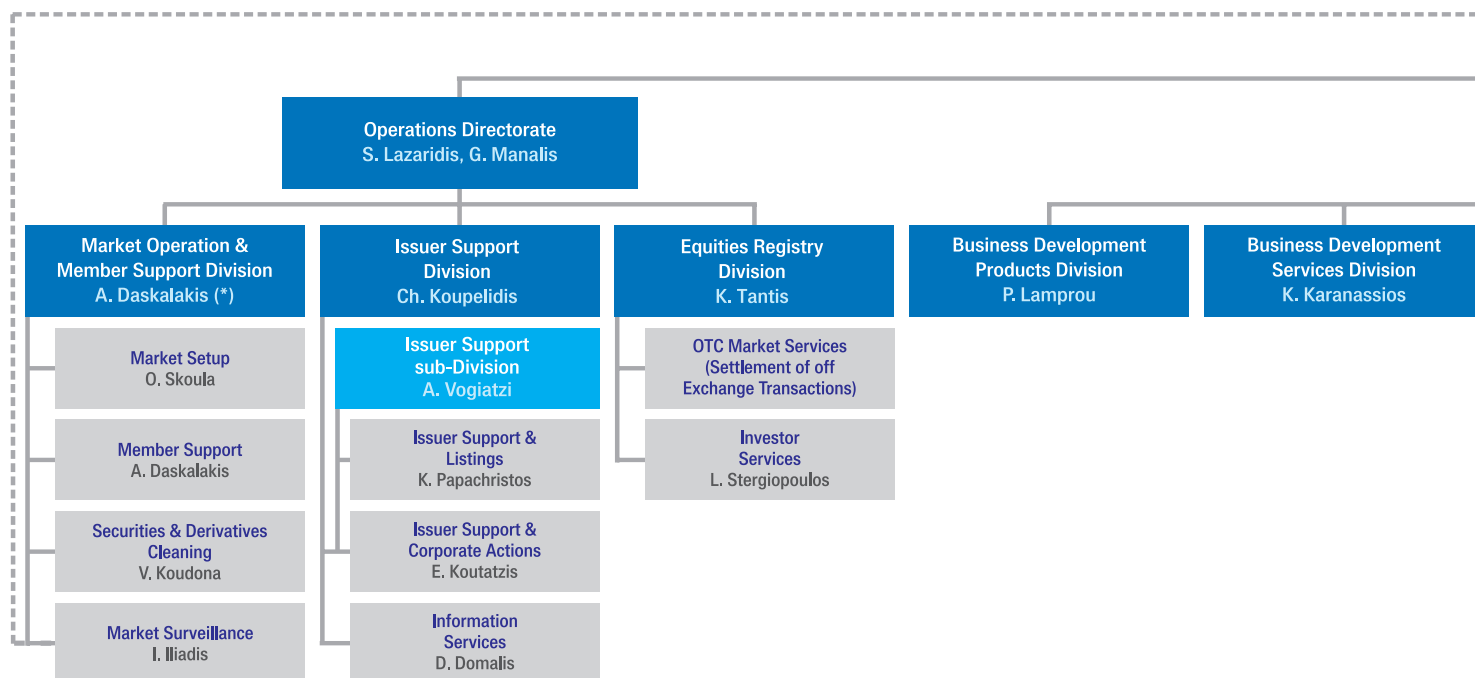 Operations Directorate
S. Lazaridis, G. Manalis
Market Operation &
Member Support Division
A. Daskalakis (*)
Market Setup
O. Skoula
Member Support
A. Daskalakis
Securities & Derivatives
Cleaning
V. Koudona
Market Surveillance
I. Iliadis
Issuer Support
Division
Ch. Koupelidis
Issuer Support
sub-Division
A. Vogiatzi
Issuer Support &
Listings
K. Papachristos
Issuer Support &
Corporate Actions
E. Koutatzis
Information
Services
D. Domalis
Equities Registry
Division
K. Tantis
OTC Market Services
(Settlement of off
Exchange Transactions)
Investor
Services
L. Stergiopoulos
Business Development
Products Division
P. Lamprou
Business Development
Services Division
K. Karanassios